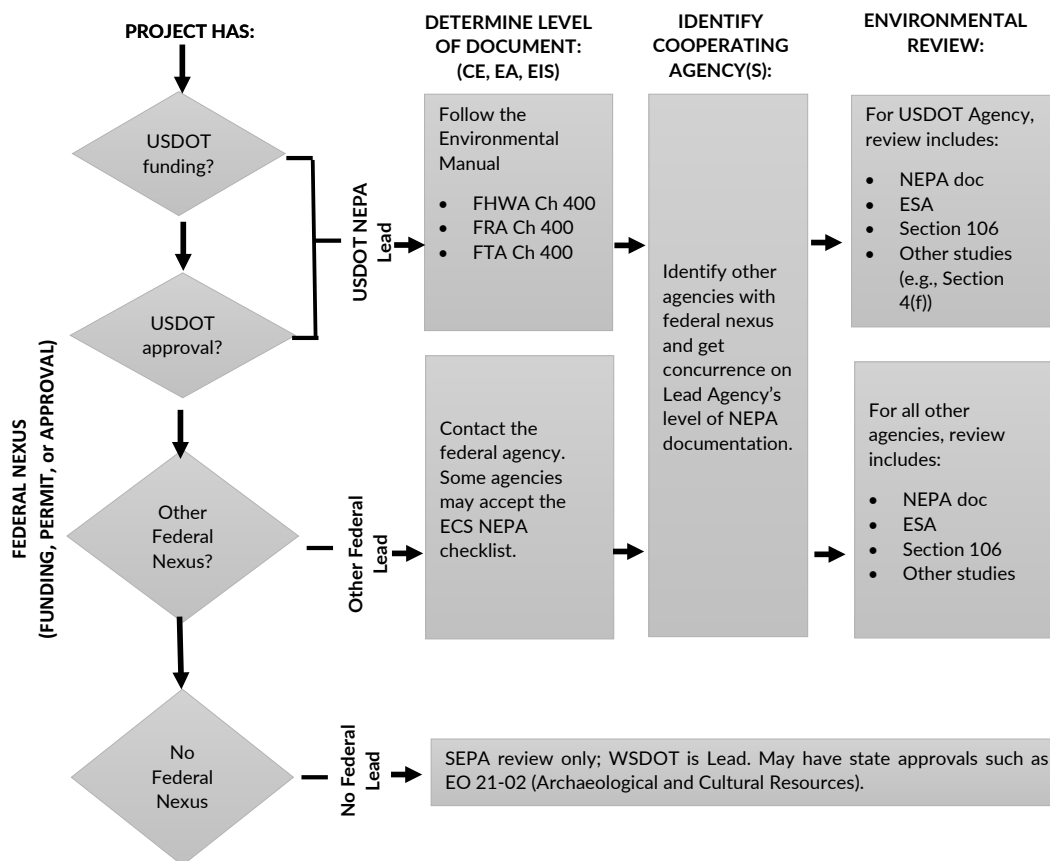 PROJECT HAS:
DETERMINE LEVEL
OF DOCUMENT:
(CE, EA, EIS)
IDENTIFY
COOPERATING
AGENCY(S):
ENVIRONMENTAL
REVIEW:
FEDERAL NEXUS
(FUNDING, PERMIT, or APPROVAL)
USDOT
funding?
USDOT
approval?
USDOT NEPA
Lead
Follow the
Environmental
Manual
• FHWA Ch 400
• FRA Ch 400
• FTA Ch 400
Identify other
agencies with
federal nexus
and get
concurrence on
Lead Agency’s
level of NEPA
documentation.
For USDOT Agency,
review includes:
• NEPA doc
• ESA
• Section 106
• Other studies
(e.g., Section
4(f))
Other
Federal
Nexus?
Other Federal
Lead
Contact the
federal agency.
Some agencies
may accept the
ECS NEPA
checklist.
For all other
agencies, review
includes:
• NEPA doc
• ESA
• Section 106
• Other studies
No
Federal
Nexus
No Federal
Lead
SEPA review only; WSDOT is Lead. May have state approvals such as
EO 21-02 (Archaeological and Cultural Resources).